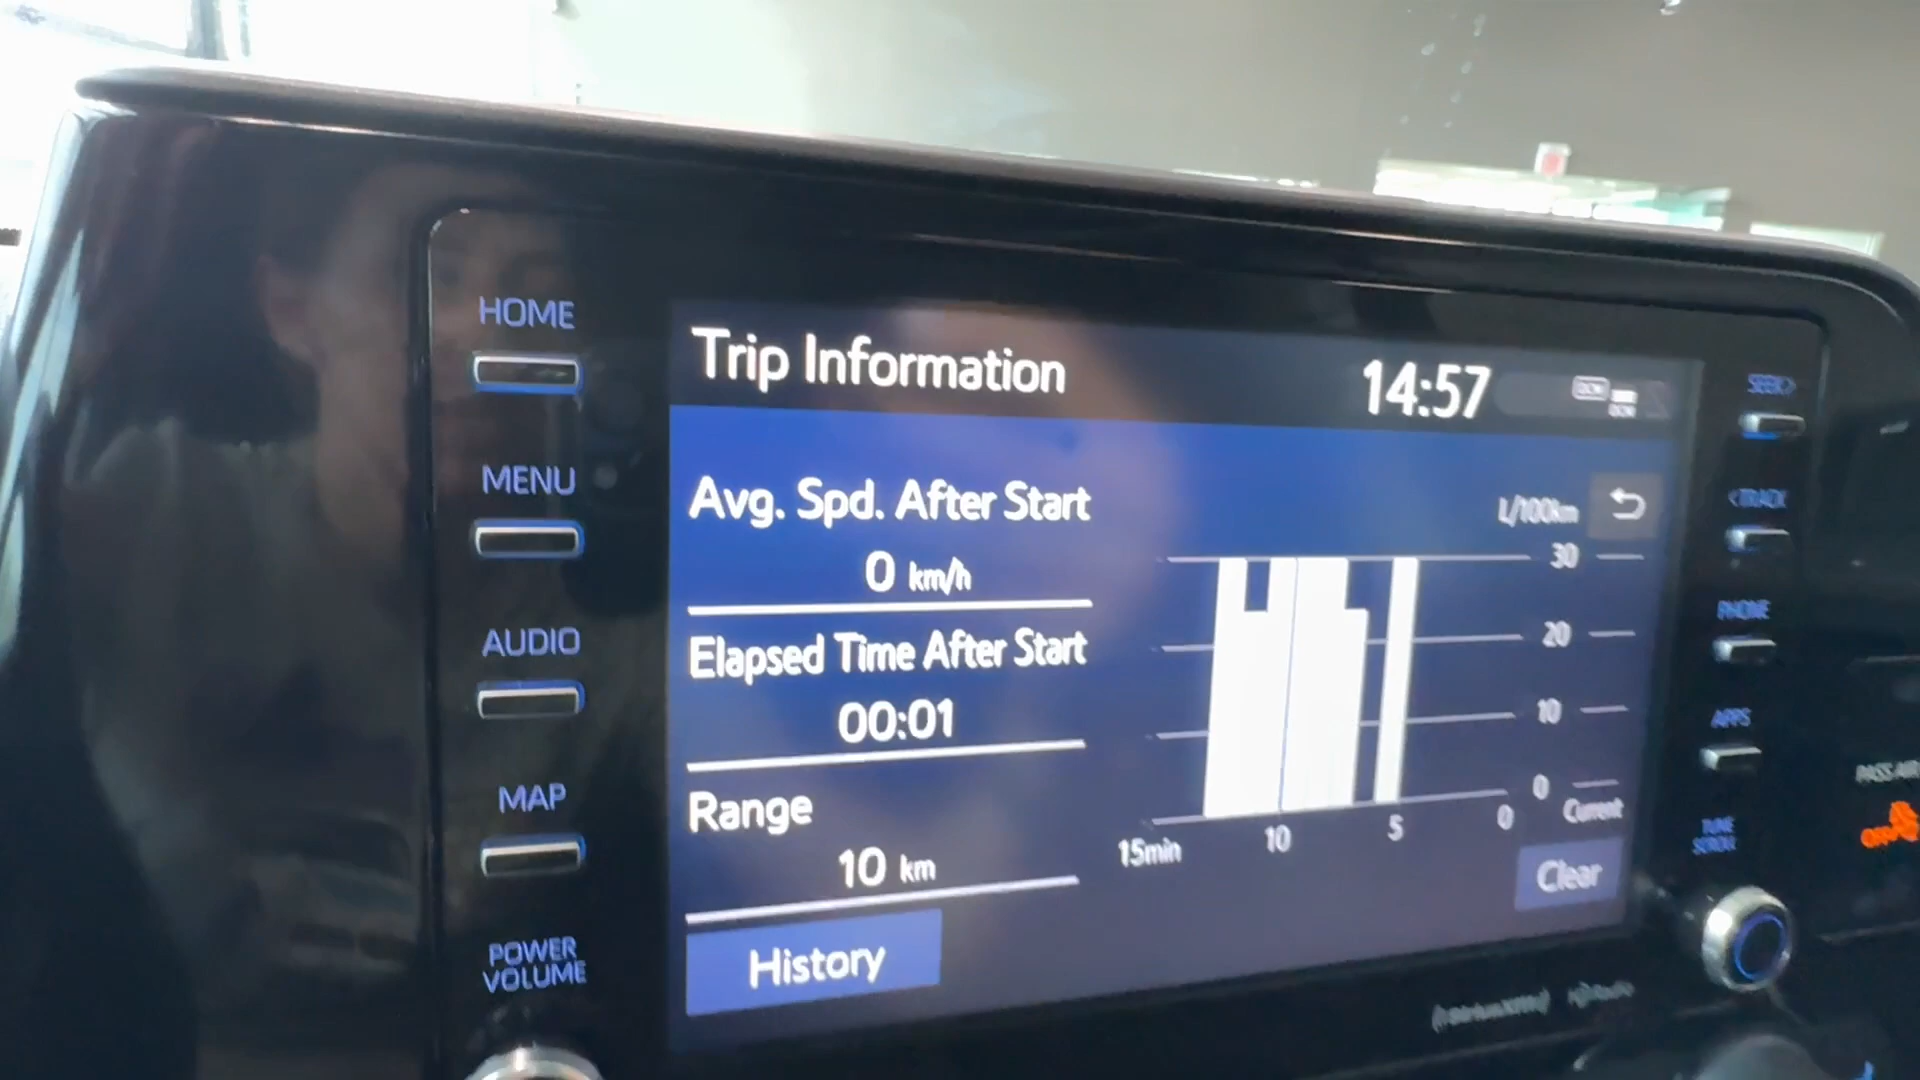 HOME
MENU
AUDIO
MAP
POWER
VOLUME
Trip Information
14:57
Avg. Spd. After Start
0 km/h
Elapsed Time After Start
00:01
Range
10 km
History
L/100km
30
20
10
0
15min
10
5
0
Current
Clear
SEEK>
<TRACK
PHONE
APPS
TUNE
SCROLL
PASS AIR
OFF